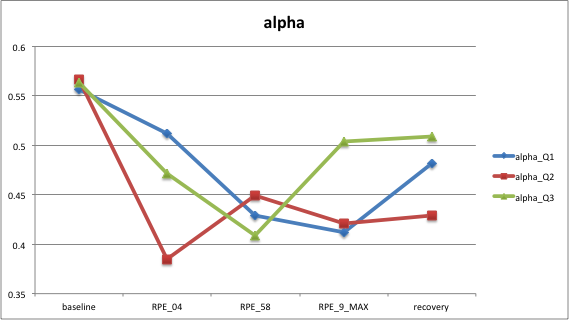 alpha
0.6
0.55
0.5
0.45
0.4
0.35
baseline RPE_04 RPE_58 RPE_9_MAX recovery
alpha_Q1
alpha_Q2
alpha_Q3